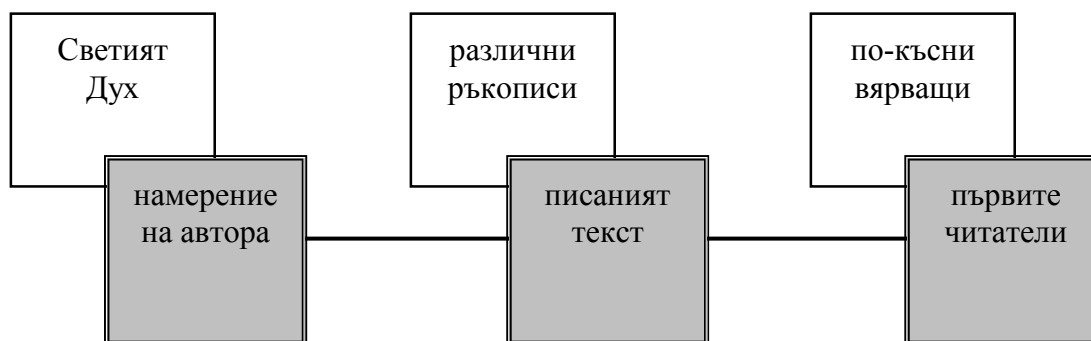 Светият
Дух
различни
ръкописи
по-късни
вярващи
намерение
на автора
писаният
текст
първите
читатели